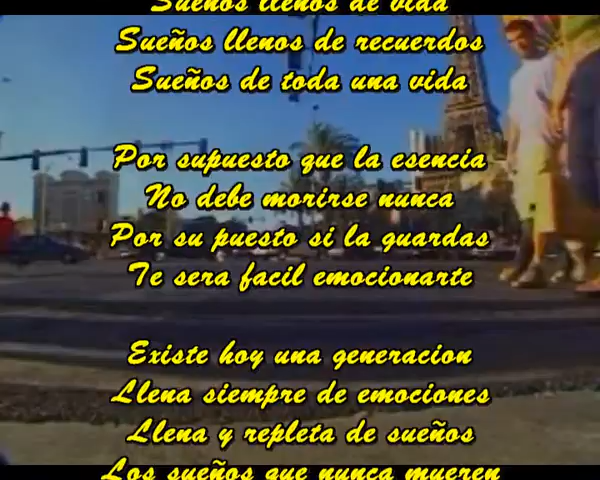 Sueños llenos de vida
Sueños llenos de recuerdos
Sueños de toda una vida
Por supuesto que la esencia
No debe morirse nunca
Por su puesto si la guardas
Te sera facil emocionarte
Existe hoy una generacion
Llena siempre de emociones
Llena y repleta de sueños
Los sueños que nunca mueren